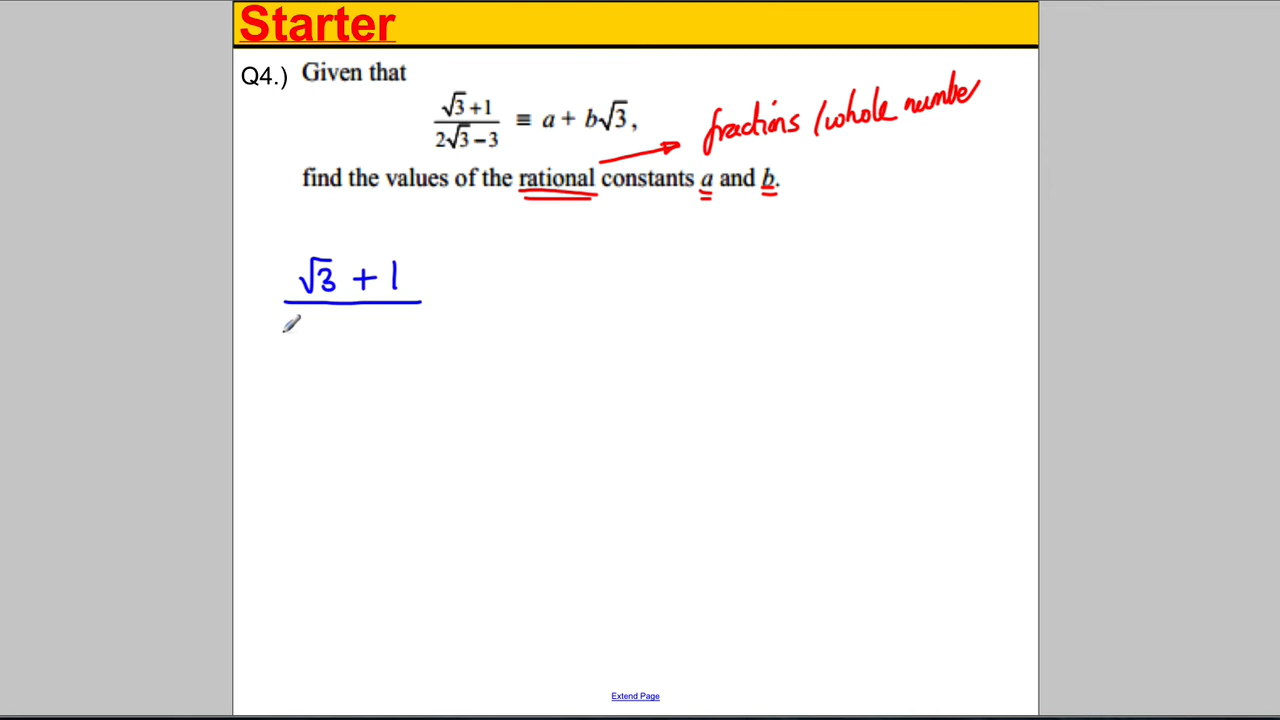 Starter
Q4.) Given that
√3 + 1 / 2√3 − 3 ≡ a + b√3,
fractions / whole number
find the values of the rational constants a and b.
√3 + 1
Extend Page